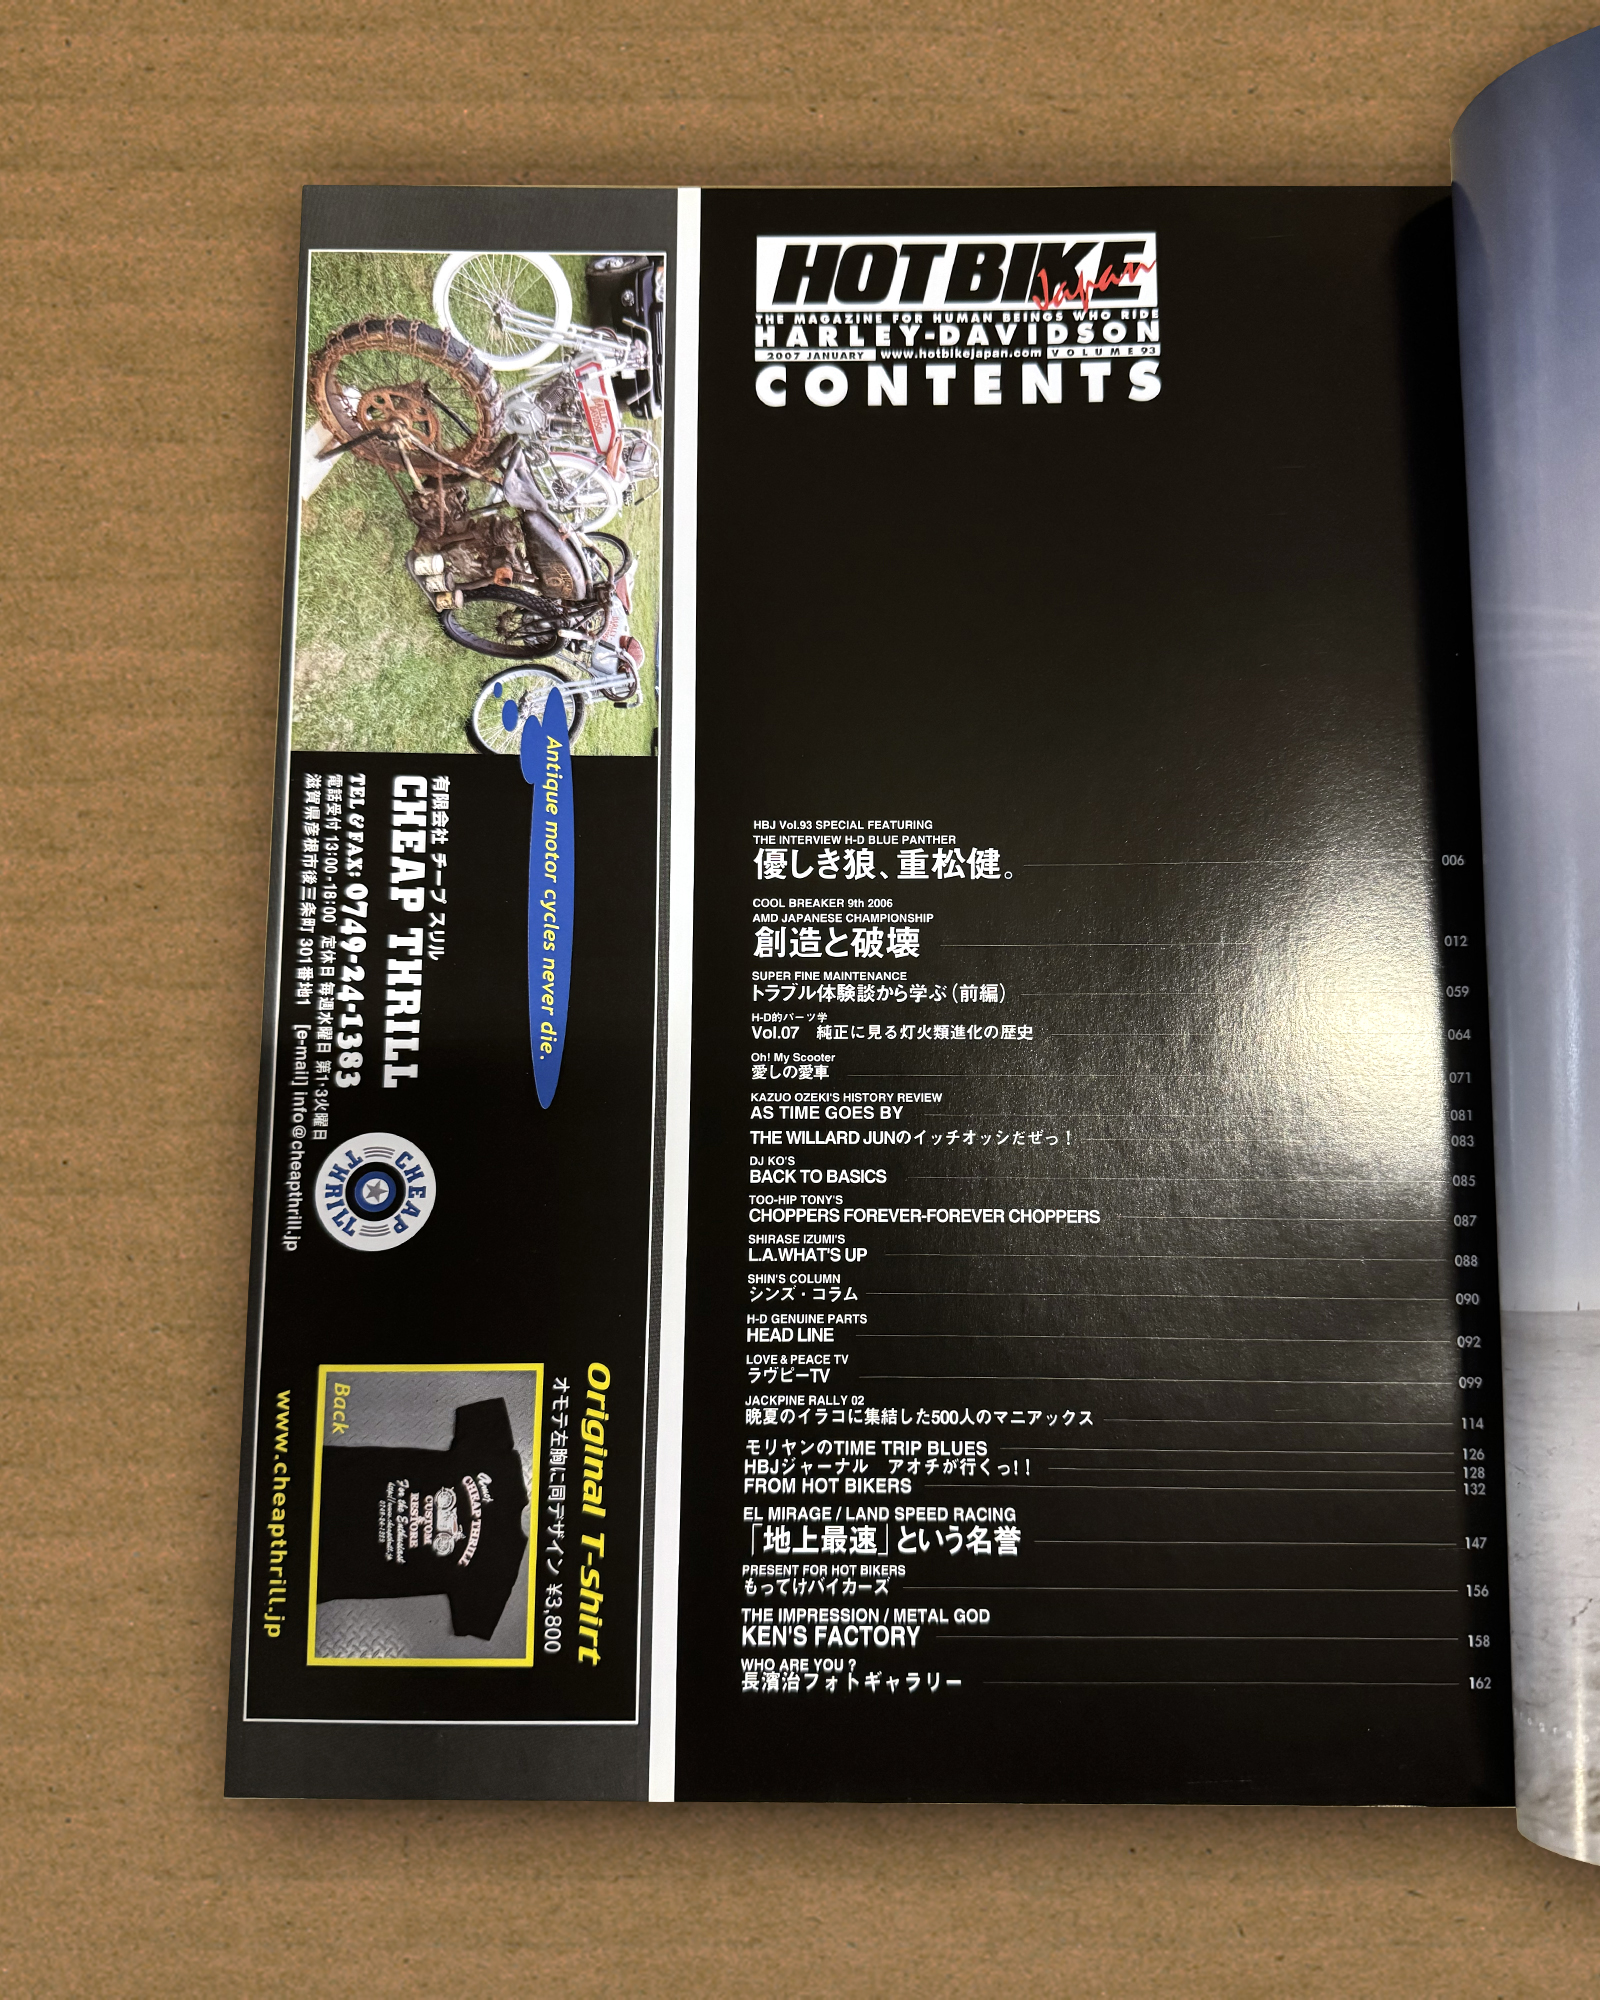 HOT BIKE Japan
THE MAGAZINE FOR HUMAN BEINGS WHO RIDE
HARLEY-DAVIDSON
2007 JANUARY www.hotbikejapan.com VOLUME 93
CONTENTS
HBJ Vol.93 SPECIAL FEATURING
THE INTERVIEW H-D BLUE PANTHER
優しき狼、重松健。 006
COOL BREAKER 9th 2006
AMD JAPANESE CHAMPIONSHIP
創造と破壊 012
SUPER FINE MAINTENANCE
トラブル体験談から学ぶ（前編） 059
H-D的パーツ学
Vol.07　純正に見る灯火類進化の歴史 064
Oh! My Scooter
愛しの愛車 071
KAZUO OZEKI'S HISTORY REVIEW
AS TIME GOES BY 081
THE WILLARD JUNのイッチオッシだぜっ！ 083
DJ KO'S
BACK TO BASICS 085
TOO-HIP TONY'S
CHOPPERS FOREVER-FOREVER CHOPPERS 087
SHIRASE IZUMI'S
L.A.WHAT'S UP 088
SHIN'S COLUMN
シンズ・コラム 090
H-D GENUINE PARTS
HEAD LINE 092
LOVE & PEACE TV
ラヴピーTV 099
JACKPINE RALLY 02
晩夏のイラコに集結した500人のマニアックス 114
モリヤンのTIME TRIP BLUES 126
HBJジャーナル　アオチが行くっ！！ 128
FROM HOT BIKERS 132
EL MIRAGE / LAND SPEED RACING
「地上最速」という名誉 147
PRESENT FOR HOT BIKERS
もってけバイカーズ 156
THE IMPRESSION / METAL GOD
KEN'S FACTORY 158
WHO ARE YOU ?
長濱治フォトギャラリー 162
Antique motor cycles never die.
有限会社 チープ スリル
CHEAP THRILL
TEL & FAX; 0749-24-1383
電話受付 13:00-18:00 定休日 毎週水曜日 第1·3火曜日
滋賀県彦根市後三条町 301番地1 [e-mail] info@cheapthrill.jp
CHEAP
THRILL
Original T-shirt
オモテ左胸に同デザイン ¥3,800
Back
CHEAP THRILL
CUSTOM
&
RESTORE
For the Enthusiast
www.cheapthrill.jp